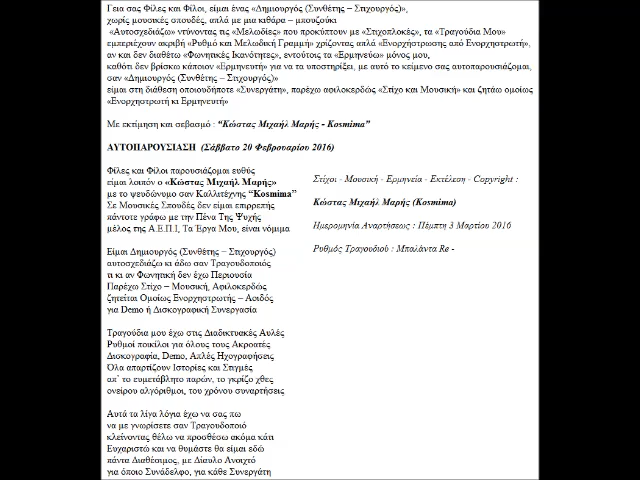 Γεια σας Φίλες και Φίλοι, είμαι ένας «Δημιουργός (Συνθέτης – Στιχουργός)»,
χωρίς μουσικές σπουδές, απλά με μια κιθάρα – μπουζούκι
«Αυτοσχεδιάζω» ντύνοντας τις «Μελωδίες» που προκύπτουν με «Στιχοπλοκές», τα «Τραγούδια Μου»
εμπεριέχουν ακριβή «Ρυθμό και Μελωδική Γραμμή» χρίζοντας απλά «Ενορχήστρωσης από Ενορχηστρωτή»,
αν και δεν διαθέτω «Φωνητικές Ικανότητες», εντούτοις τα «Ερμηνεύω» μόνος μου,
καθότι δεν βρίσκω κάποιον «Ερμηνευτή» για να τα υποστηρίξει, με αυτό το κείμενο σας αυτοπαρουσιάζομαι,
σαν «Δημιουργός (Συνθέτης – Στιχουργός)»
είμαι στη διάθεση οποιουδήποτε «Συνεργάτη», παρέχω αφιλοκερδώς «Στίχο και Μουσική» και ζητάω ομοίως
«Ενορχηστρωτή κι Ερμηνευτή»
Με εκτίμηση και σεβασμό : “Κώστας Μιχαήλ Μαρής - Kosmima”
ΑΥΤΟΠΑΡΟΥΣΙΑΣΗ (Σάββατο 20 Φεβρουαρίου 2016)
Φίλες και Φίλοι παρουσιάζομαι ευθύς
είμαι λοιπόν ο «Κώστας Μιχαήλ Μαρής»
με το ψευδώνυμο σαν Καλλιτέχνης “Kosmima”
Σε Μουσικές Σπουδές δεν είμαι επιρρεπής
πάντοτε γράφω με την Πένα Της Ψυχής
μέλος της Α.Ε.Π.Ι, Τα Έργα Μου, είναι νόμιμα
Είμαι Δημιουργός (Συνθέτης – Στιχουργός)
αυτοσχεδιάζω κι άδω σαν Τραγουδοποιός
τι κι αν Φωνητική δεν έχω Περιουσία
Παρέχω Στίχο – Μουσική, Αφιλοκερδώς
ζητείται Ομοίως Ενορχηστρωτής – Αοιδός
για Demo ή Δισκογραφική Συνεργασία
Τραγούδια μου έχω στις Διαδικτυακές Αυλές
Ρυθμοί ποικίλοι για όλους τους Ακροατές
Δισκογραφία, Demo, Απλές Ηχογραφήσεις
Όλα απαρτίζουν Ιστορίες και Στιγμές
απ΄ το ευμετάβλητο παρών, το γκρίζο χθες
ονείρου αλγόριθμοι, του χρόνου συναρτήσεις
Αυτά τα λίγα λόγια έχω να σας πω
να με γνωρίσετε σαν Τραγουδοποιό
κλείνοντας θέλω να προσθέσω ακόμα κάτι
Ευχαριστώ και να θυμάστε θα είμαι εδώ
πάντα Διαθέσιμος, με Δίαυλο Ανοιχτό
για όποιο Συνάδελφο, για κάθε Συνεργάτη
Στίχοι - Μουσική - Ερμηνεία - Εκτέλεση - Copyright :
Κώστας Μιχαήλ Μαρής (Kosmima)
Ημερομηνία Αναρτήσεως : Πέμπτη 3 Μαρτίου 2016
Ρυθμός Τραγουδιού : Μπαλάντα Re -